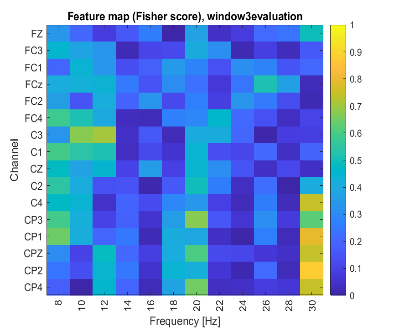 Feature map (Fisher score), window3evaluation
FZ
FC3
FC1
FCz
FC2
FC4
C3
C1
CZ
C2
C4
CP3
CP1
CPZ
CP2
CP4
Channel
8 10 12 14 16 18 20 22 24 26 28 30
Frequency [Hz]
1
0.9
0.8
0.7
0.6
0.5
0.4
0.3
0.2
0.1
0